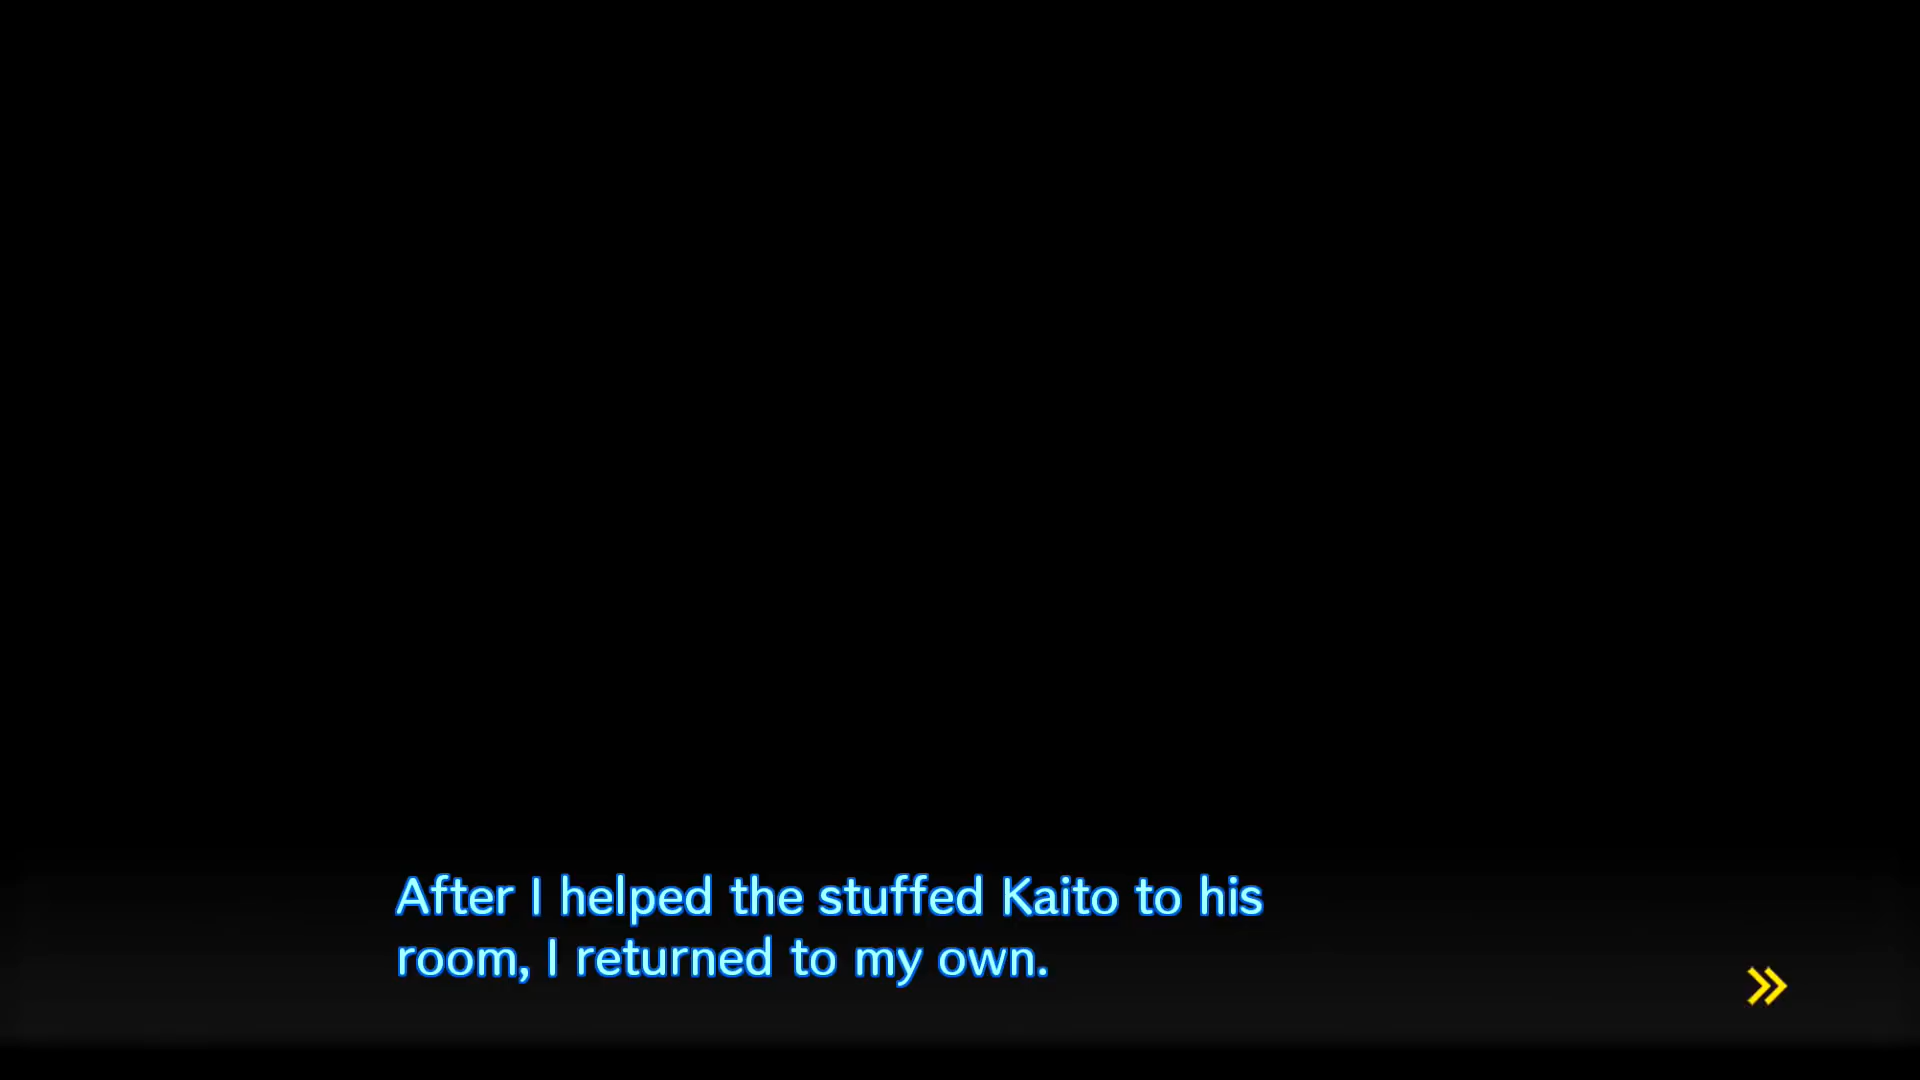 After I helped the stuffed Kaito to his
room, I returned to my own.